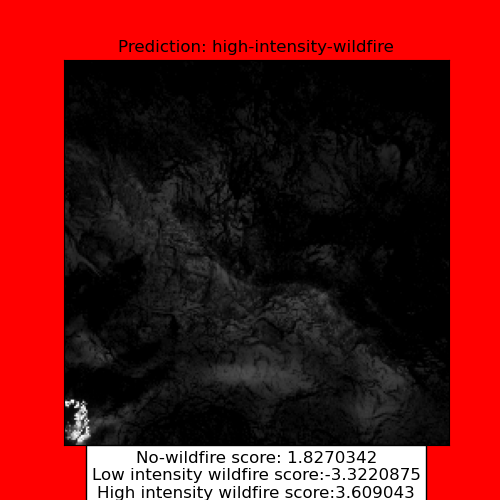 Prediction: high-intensity-wildfire
No-wildfire score: 1.8270342
Low intensity wildfire score:-3.3220875
High intensity wildfire score:3.609043